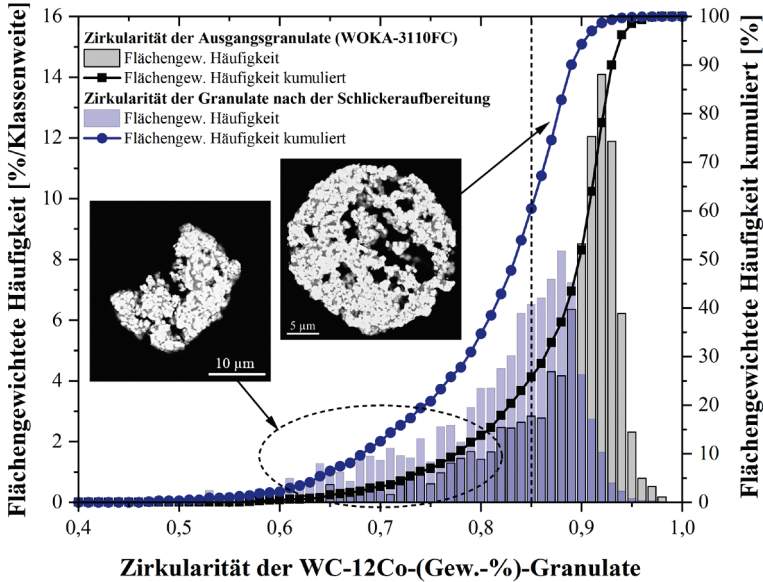 Zirkularität der Ausgangsgranulate (WOKA-3110FC)
Flächengew. Häufigkeit
Flächengew. Häufigkeit kumuliert
Zirkularität der Granulate nach der Schlickeraufbereitung
Flächengew. Häufigkeit
Flächengew. Häufigkeit kumuliert
Flächengewichtete Häufigkeit [%/Klassenweite]
16
14
12
10
8
6
4
2
0
Flächengewichtete Häufigkeit kumuliert [%]
100
90
80
70
60
50
40
30
20
10
0
5 µm
10 µm
0,4
0,5
0,6
0,7
0,8
0,9
1,0
Zirkularität der WC-12Co-(Gew.-%)-Granulate